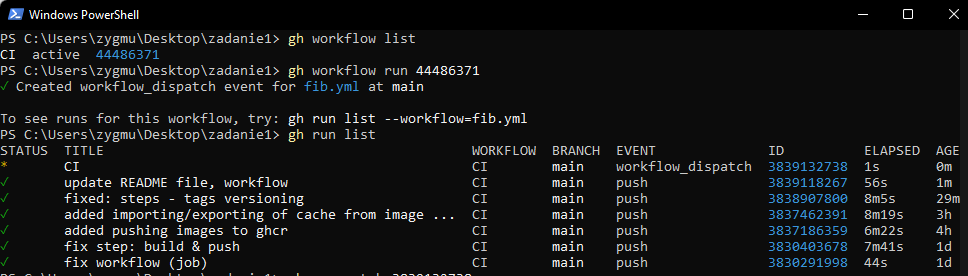 Windows PowerShell
PS C:\Users\zygmu\Desktop\zadanie1> gh workflow list
CI active 44486371
PS C:\Users\zygmu\Desktop\zadanie1> gh workflow run 44486371
✓ Created workflow_dispatch event for fib.yml at main
To see runs for this workflow, try: gh run list --workflow=fib.yml
PS C:\Users\zygmu\Desktop\zadanie1> gh run list
STATUS TITLE WORKFLOW BRANCH EVENT ID ELAPSED AGE
* CI CI main workflow_dispatch 3839132738 1s 0m
✓ update README file, workflow CI main push 3839118267 56s 1m
✓ fixed: steps - tags versioning CI main push 3838907800 8m5s 29m
✓ added importing/exporting of cache from image ... CI main push 3837462391 8m19s 3h
✓ added pushing images to ghcr CI main push 3837186359 6m22s 4h
✓ fix step: build & push CI main push 3830403678 7m41s 1d
✓ fix workflow (job) CI main push 3830291998 44s 1d